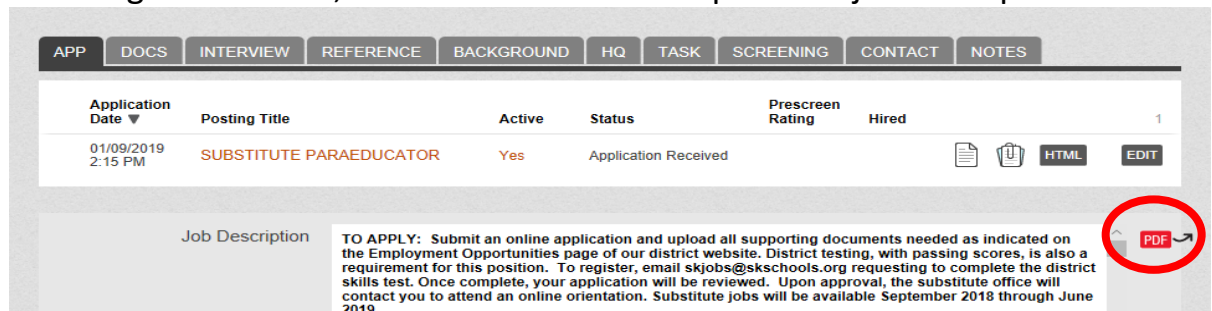 APP DOCS INTERVIEW REFERENCE BACKGROUND HQ TASK SCREENING CONTACT NOTES
Application Date ▼ Posting Title Active Status Prescreen Rating Hired 1
01/09/2019 2:15 PM SUBSTITUTE PARAEDUCATOR Yes Application Received HTML EDIT
Job Description
TO APPLY: Submit an online application and upload all supporting documents needed as indicated on
the Employment Opportunities page of our district website. District testing, with passing scores, is also a
requirement for this position. To register, email skjobs@skschools.org requesting to complete the district
skills test. Once complete, your application will be reviewed. Upon approval, the substitute office will
contact you to attend an online orientation. Substitute jobs will be available September 2018 through June
2019
PDF